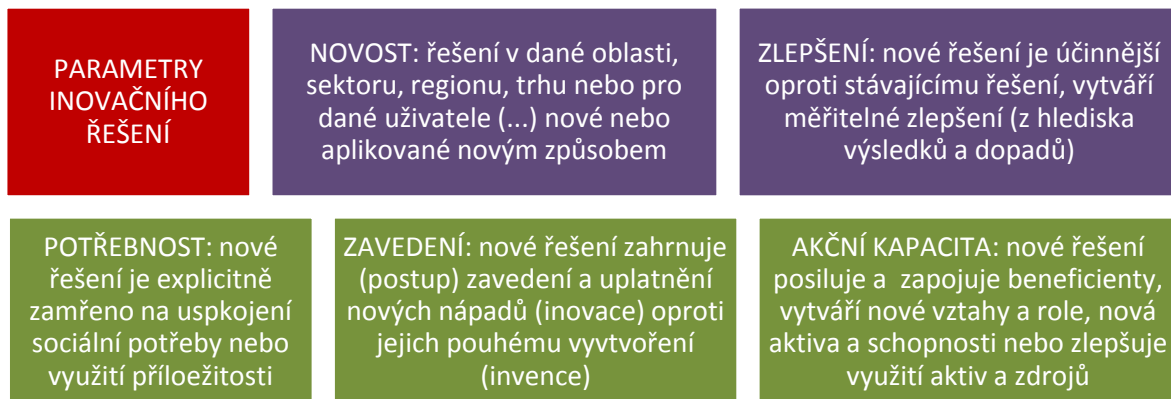 PARAMETRY
INOVAČNÍHO
ŘEŠENÍ
NOVOST: řešení v dané oblasti,
sektoru, regionu, trhu nebo pro
dané uživatele (...) nové nebo
aplikované novým způsobem
ZLEPŠENÍ: nové řešení je účinnější
oproti stávajícímu řešení, vytváří
měřitelné zlepšení (z hlediska
výsledků a dopadů)
POTŘEBNOST: nové
řešení je explicitně
zamřeno na uspkojení
sociální potřeby nebo
využití příloežitosti
ZAVEDENÍ: nové řešení zahrnuje
(postup) zavedení a uplatnění
nových nápadů (inovace) oproti
jejich pouhému vyvtvoření
(invence)
AKČNÍ KAPACITA: nové řešení
posiluje a  zapojuje beneficienty,
vytváří nové vztahy a role, nová
aktiva a schopnosti nebo zlepšuje
využití aktiv a zdrojů